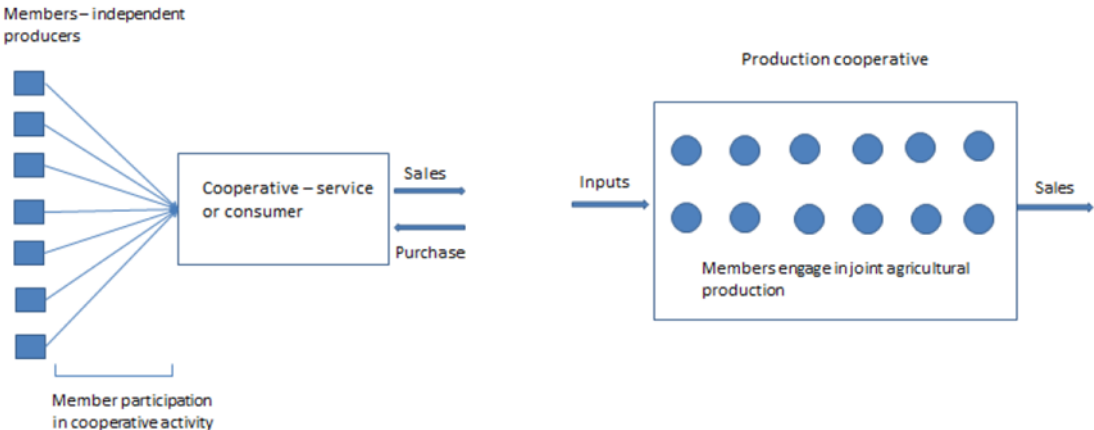 Members – independent
producers
Cooperative – service
or consumer
Sales
Purchase
Member participation
in cooperative activity
Production cooperative
Inputs
Members engage in joint agricultural
production
Sales